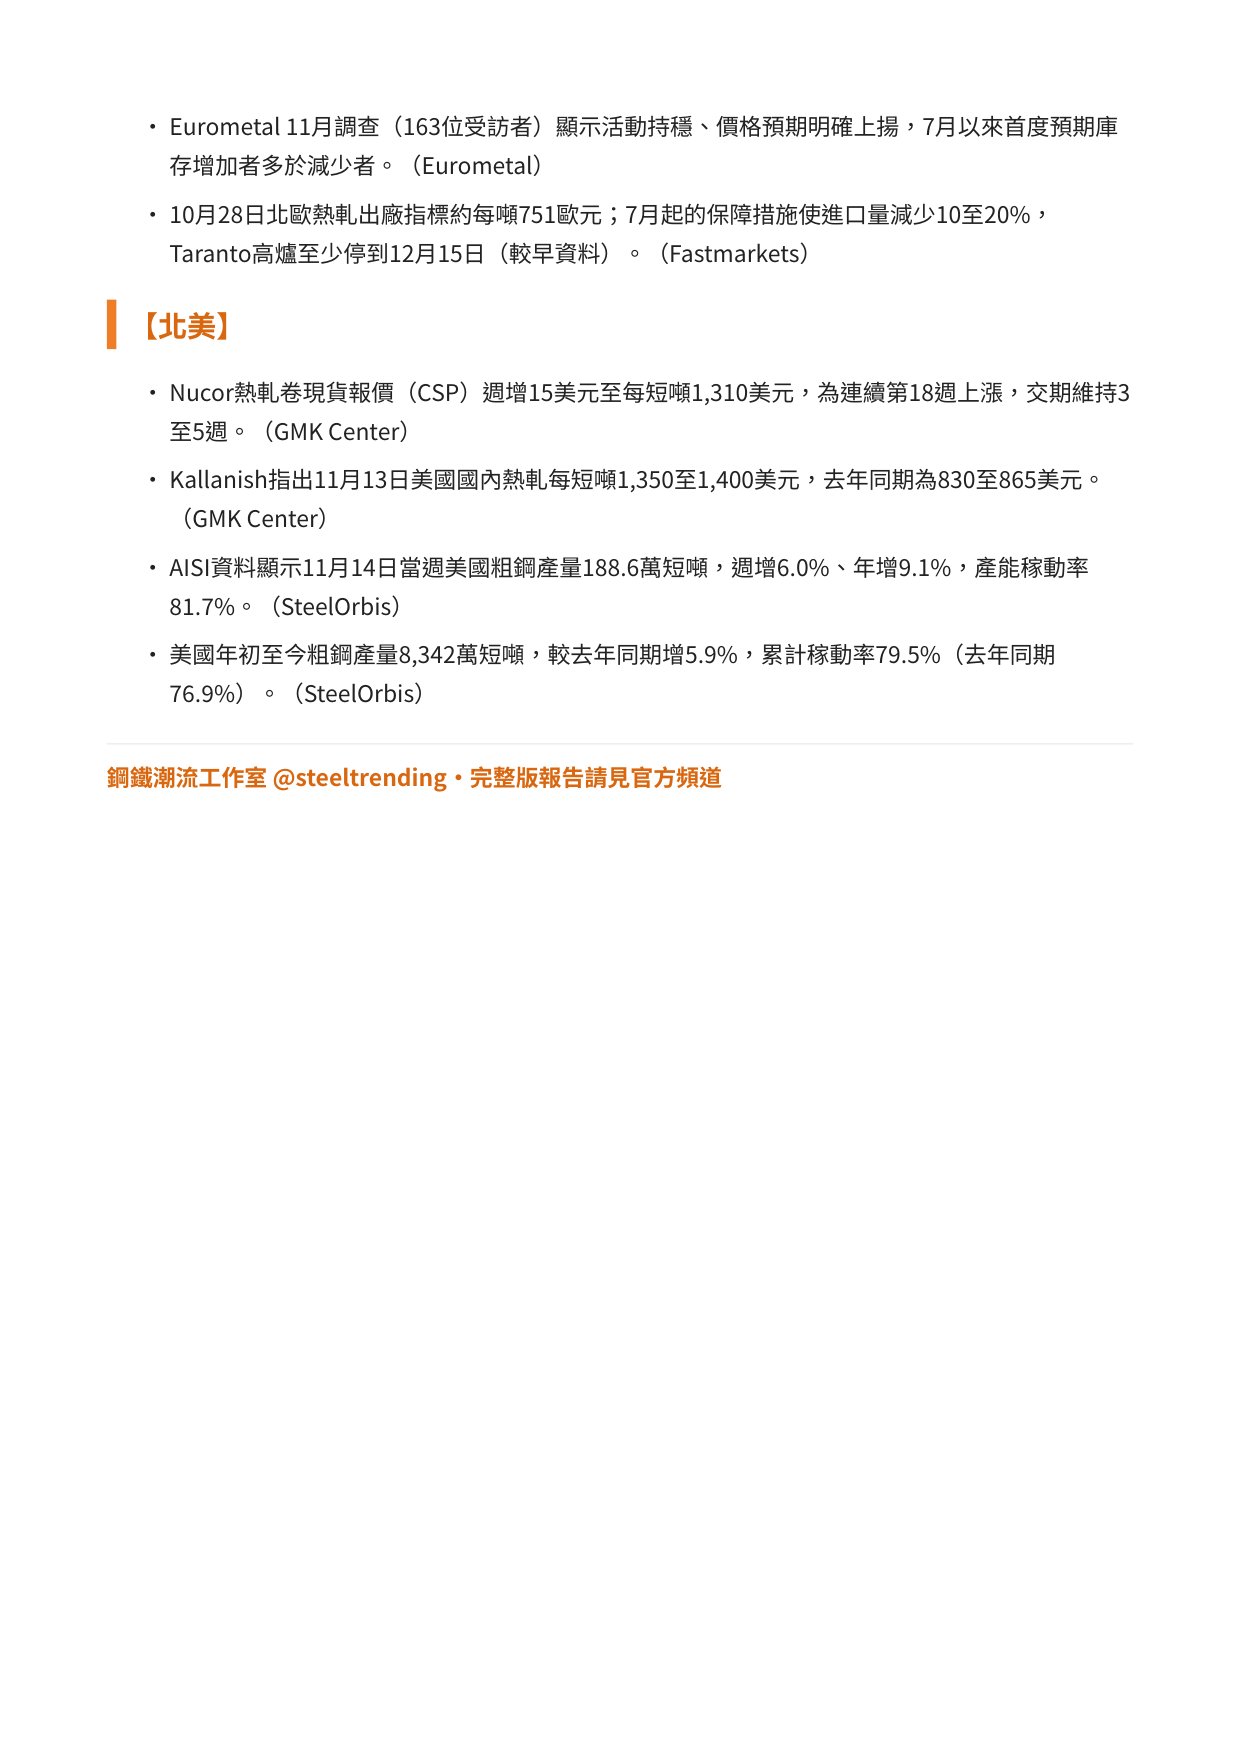 • Eurometal 11月調查（163位受訪者）顯示活動持穩、價格預期明確上揚，7月以來首度預期庫
存增加者多於減少者。（Eurometal）
• 10月28日北歐熱軋出廠指標約每噸751歐元；7月起的保障措施使進口量減少10至20%，
Taranto高爐至少停到12月15日（較早資料）。（Fastmarkets）
【北美】
• Nucor熱軋卷現貨報價（CSP）週增15美元至每短噸1,310美元，為連續第18週上漲，交期維持3
至5週。（GMK Center）
• Kallanish指出11月13日美國國內熱軋每短噸1,350至1,400美元，去年同期為830至865美元。
（GMK Center）
• AISI資料顯示11月14日當週美國粗鋼產量188.6萬短噸，週增6.0%、年增9.1%，產能稼動率
81.7%。（SteelOrbis）
• 美國年初至今粗鋼產量8,342萬短噸，較去年同期增5.9%，累計稼動率79.5%（去年同期
76.9%）。（SteelOrbis）
鋼鐵潮流工作室 @steeltrending・完整版報告請見官方頻道